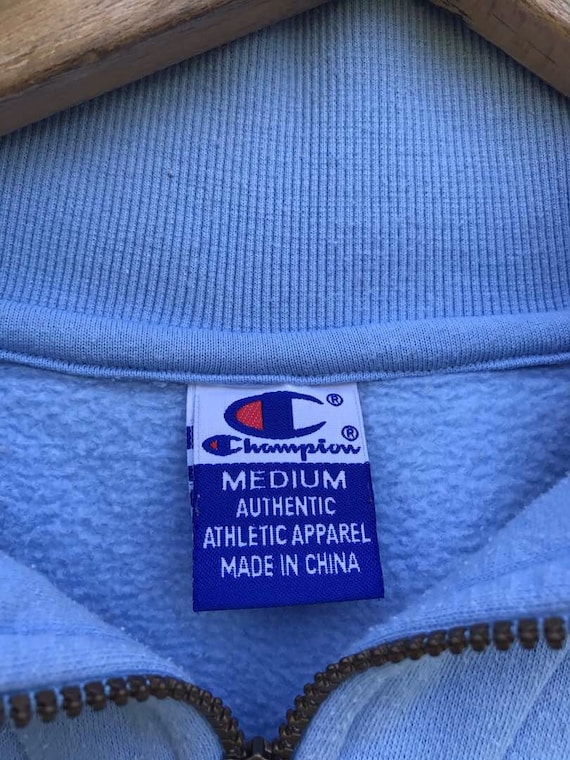 ®
Champion®
MEDIUM
AUTHENTIC
ATHLETIC APPAREL
MADE IN CHINA